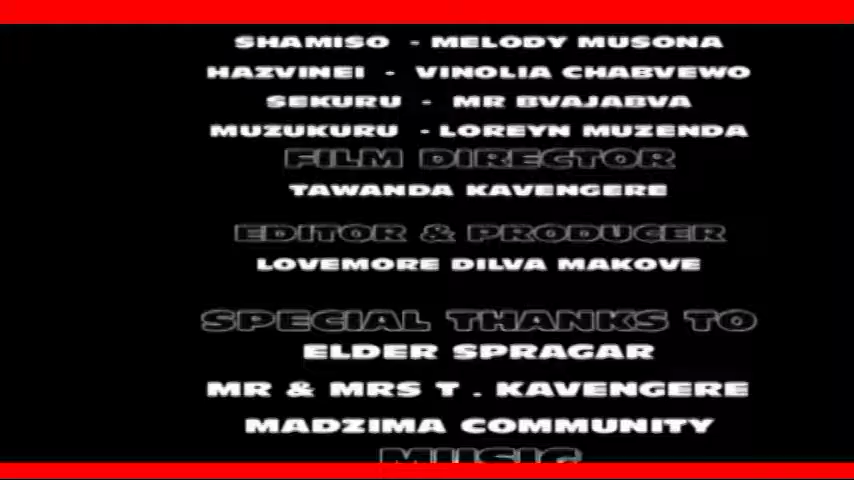 SHAMISO - MELODY MUSONA
HAZVINEI - VINOLIA CHABVEWO
SEKURU - MR BVAJABVA
MUZUKURU - LOREYN MUZENDA
FILM DIRECTOR
TAWANDA KAVENGERE
EDITOR & PRODUCER
LOVEMORE DILVA MAKOVE
SPECIAL THANKS TO
ELDER SPRAGAR
MR & MRS T . KAVENGERE
MADZIMA COMMUNITY
MUSIC